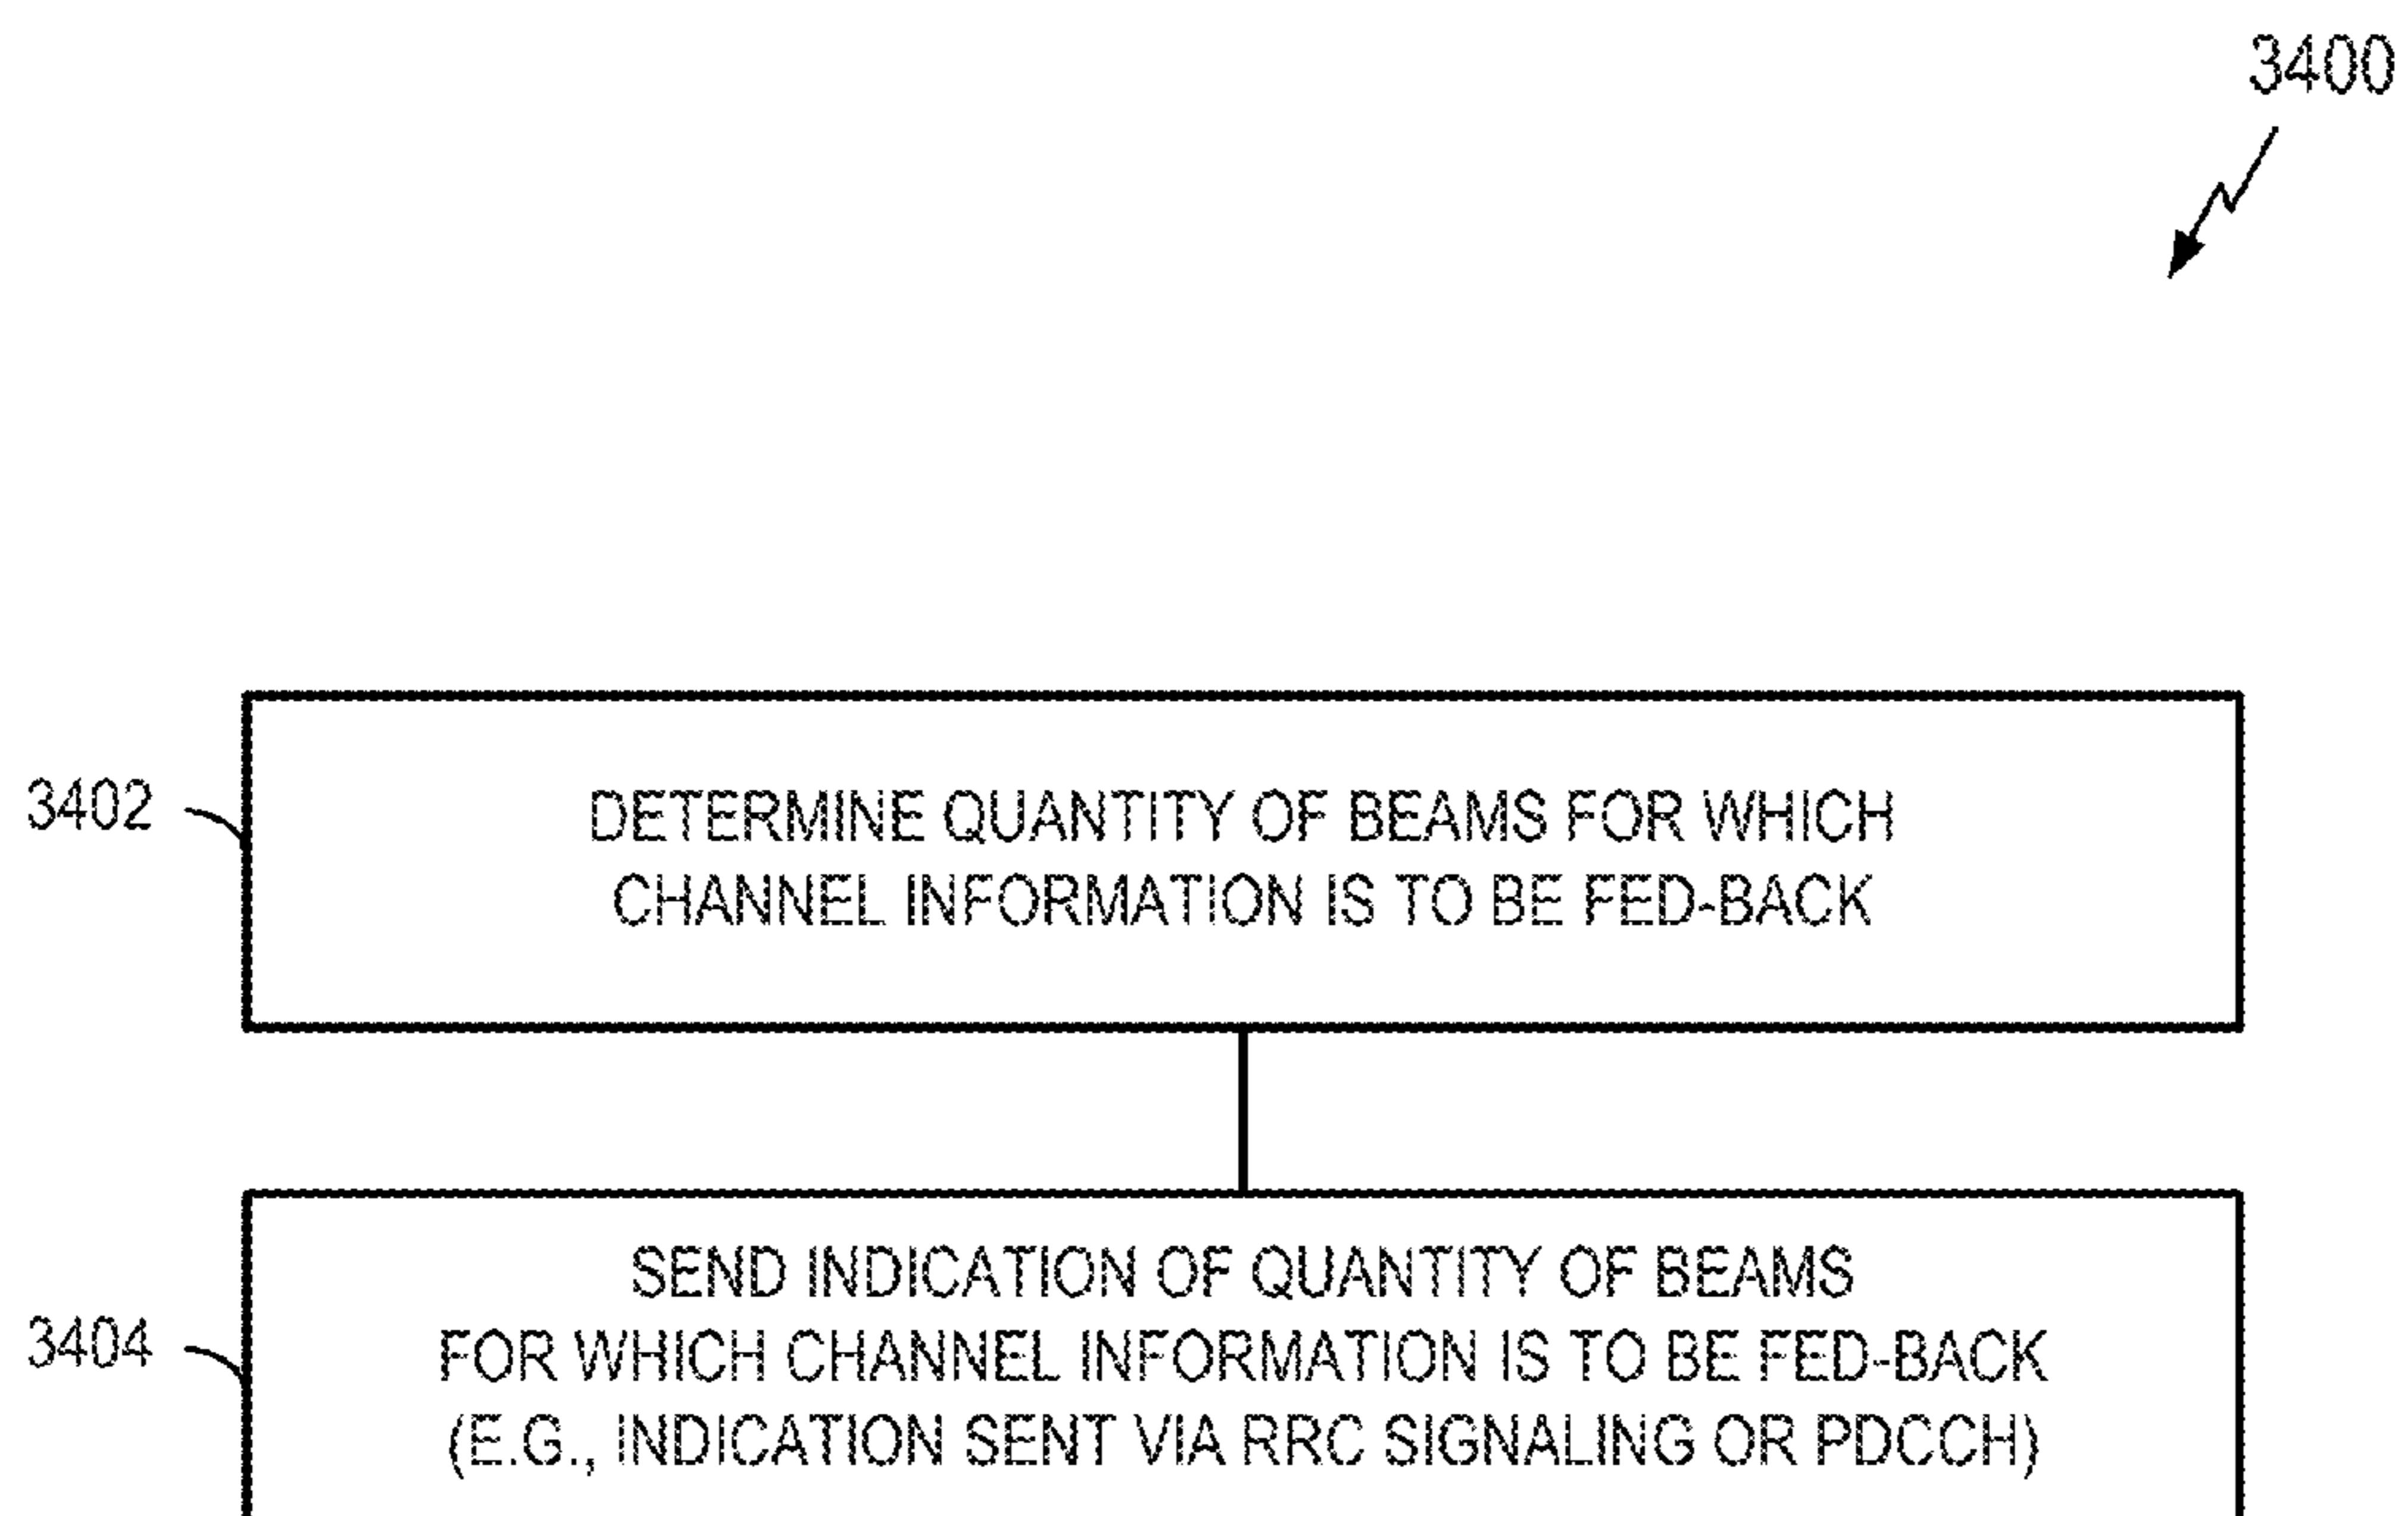 3400
3402
DETERMINE QUANTITY OF BEAMS FOR WHICH
CHANNEL INFORMATION IS TO BE FED-BACK
SEND INDICATION OF QUANTITY OF BEAMS
3404
FOR WHICH CHANNEL INFORMATION IS TO BE FED-BACK
(E.G., INDICATION SENT VIA RRC SIGNALING OR PDCCH)